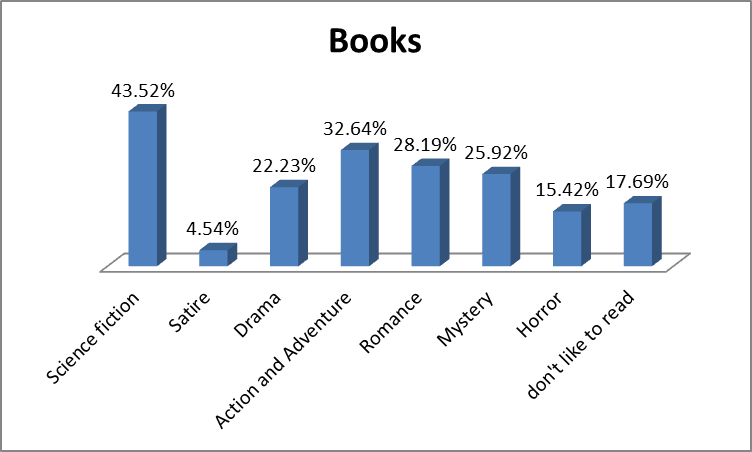 Books
43.52%
4.54%
22.23%
32.64%
28.19%
25.92%
15.42%
17.69%
Science fiction
Satire
Drama
Action and Adventure
Romance
Mystery
Horror
don't like to read